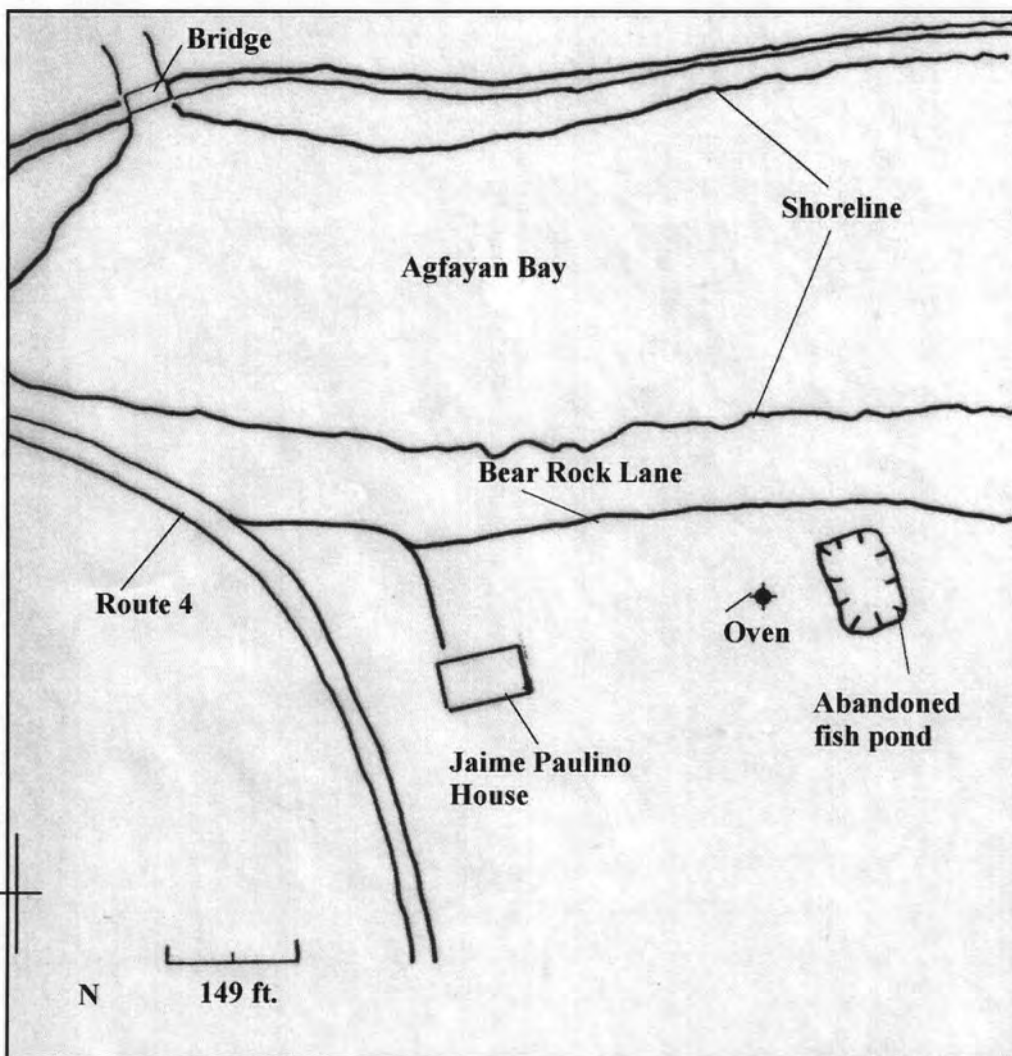 Bridge
Shoreline
Agfayan Bay
Bear Rock Lane
Route 4
Oven
Abandoned
fish pond
Jaime Paulino
House
N
149 ft.